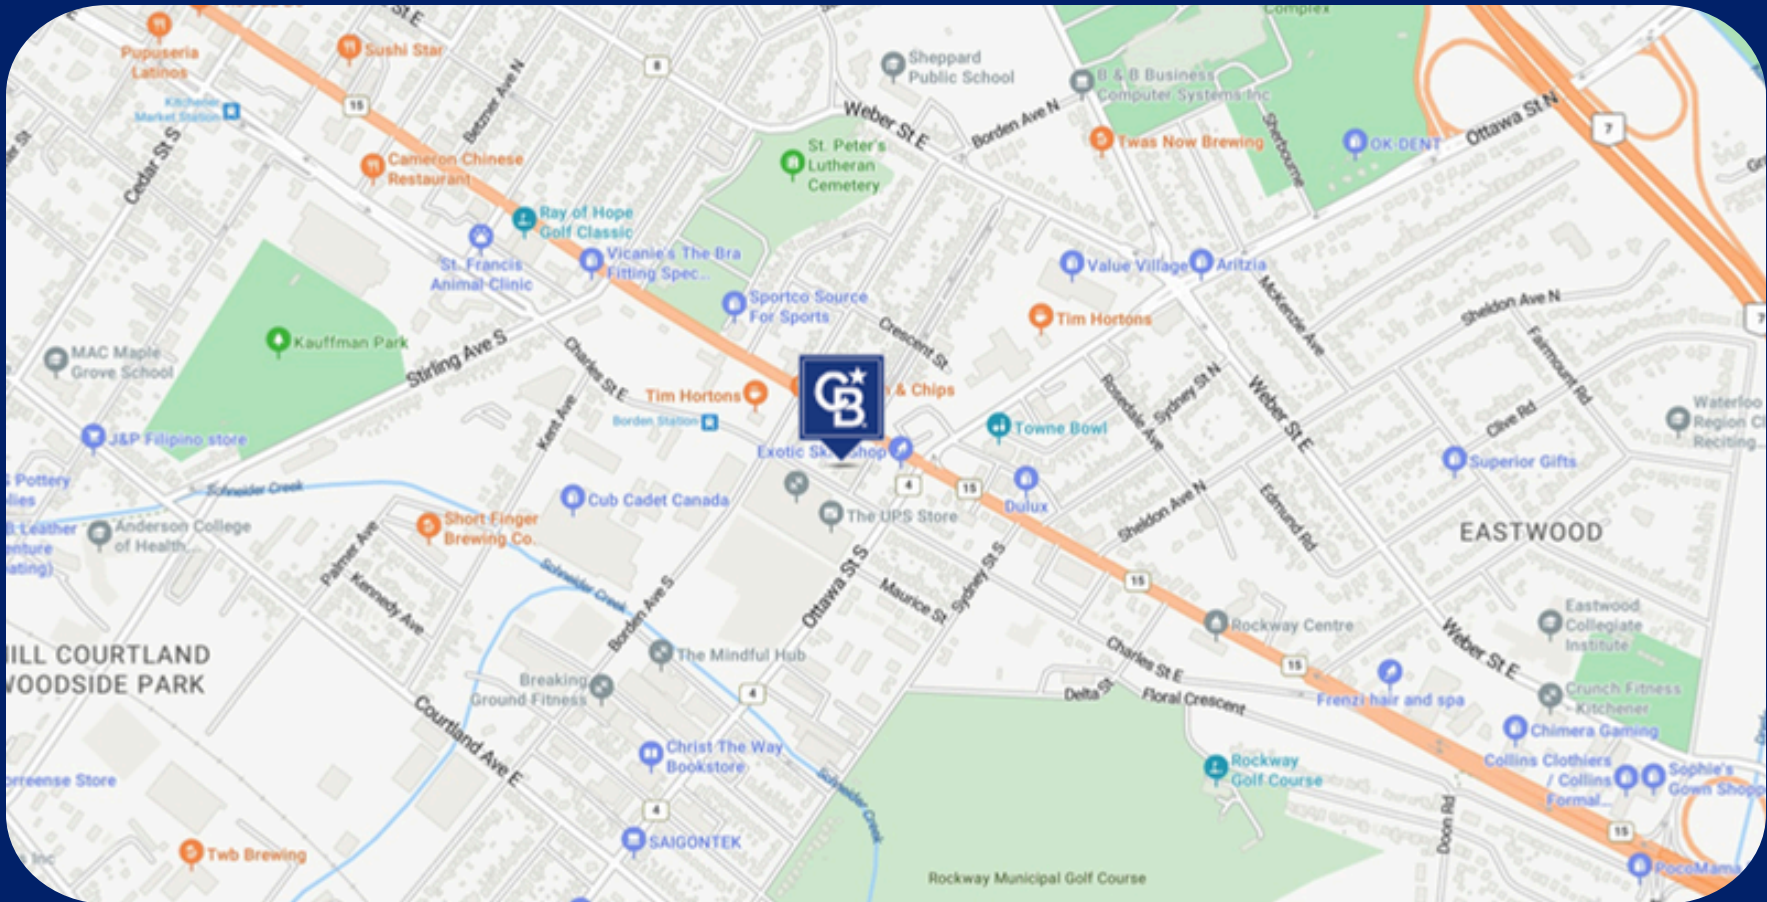 St E
Complex
Pupuseria
Latinos
Sushi Star
8
Sheppard
Public School
B & B Business
Computer Systems Inc
Kitchener
Market Station
15
Betzner Ave N
Weber St E
Borden Ave N
Ottawa St N
7
Cedar St S
Cameron Chinese
Restaurant
St. Peter's
Lutheran
Cemetery
Twas Now Brewing
Sherbourne
OK-DENT
Ray of Hope
Golf Classic
St. Francis
Animal Clinic
Vicanie's The Bra
Fitting Spec...
Value Village
Aritzia
Sportco Source
For Sports
Tim Hortons
McKenzie Ave
Sheldon Ave N
7
Kauffman Park
MAC Maple
Grove School
Stirling Ave S
Charles St E
Crescent St
Fairmount Rd
Tim Hortons
CB
& Chips
Borden Station
Rosedale Ave
Sydney St N
Weber St E
Clive Rd
Waterloo
Region
J&P Filipino store
Kent Ave
Towne Bowl
Superior Gifts
Pottery
Schneider Creek
Cub Cadet Canada
4
15
Dulux
Leather
Anderson College
of Health...
Short Finger
Brewing Co.
The UPS Store
Sheldon Ave N
Edmund Rd
EASTWOOD
Palmer Ave
Kennedy Ave
Schneider Creek
Borden Ave S
Ottawa St S
Maurice St
Sydney St S
15
Rockway Centre
Eastwood
Collegiate
Institute
ILL COURTLAND
WOODSIDE PARK
The Mindful Hub
Breaking
Ground Fitness
4
Charles St E
Delta St
Floral Crescent
15
Weber St E
Frenzi hair and spa
Crunch Fitness
- Kitchener
Courtland Ave E
Christ The Way
Bookstore
Chimera Gaming
Collins Clothiers
/ Collins
Formal...
Sophie's
Gown Shopp
orreense Store
Schneider Creek
Rockway
Golf Course
4
SAIGONTEK
Doon Rd
15
Twb Brewing
Inc
Rockway Municipal Golf Course
PocoMama